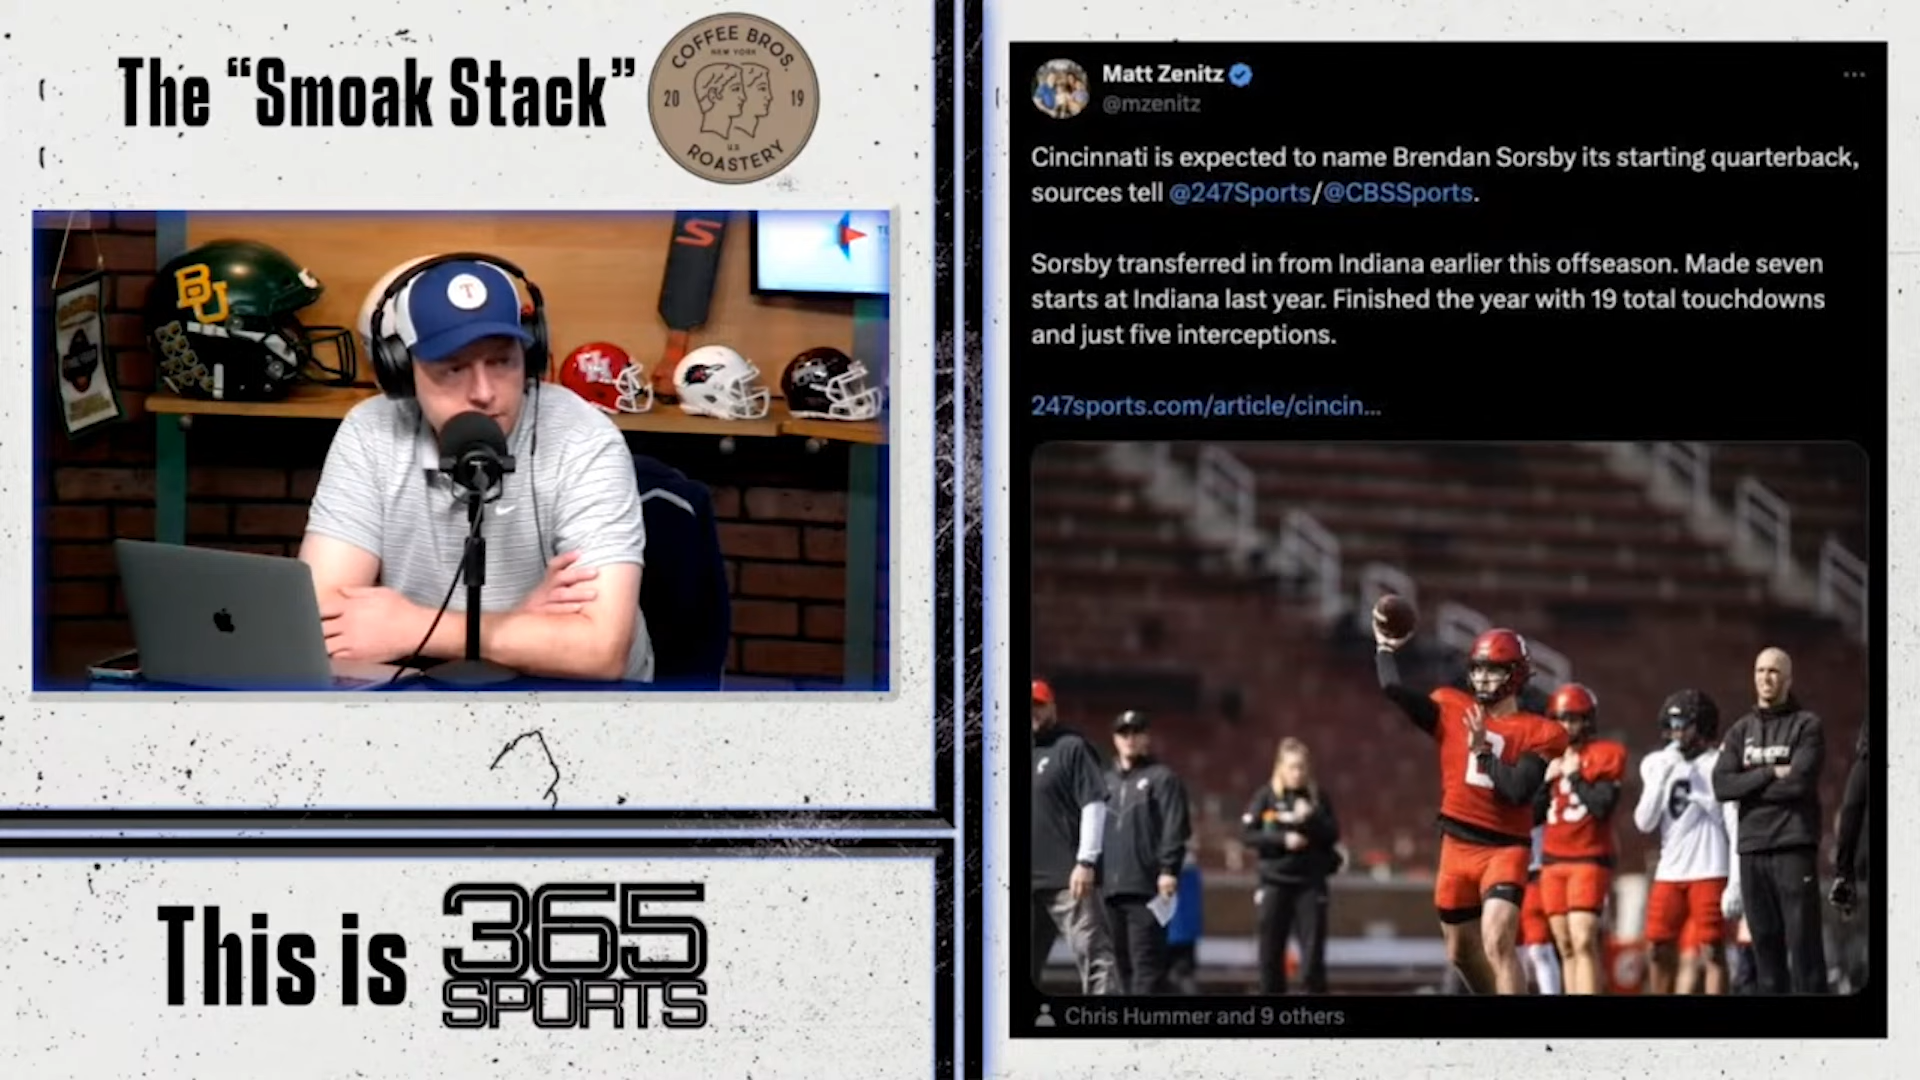 The “Smoak Stack”
COFFEE BROS.
NEW YORK
20 19
U.S
ROASTERY
BU
T
Matt Zenitz
@mzenitz
Cincinnati is expected to name Brendan Sorsby its starting quarterback,
sources tell @247Sports/@CBSSports.
Sorsby transferred in from Indiana earlier this offseason. Made seven
starts at Indiana last year. Finished the year with 19 total touchdowns
and just five interceptions.
247sports.com/article/cincin...
2
Chris Hummer and 9 others
This is
365
SPORTS